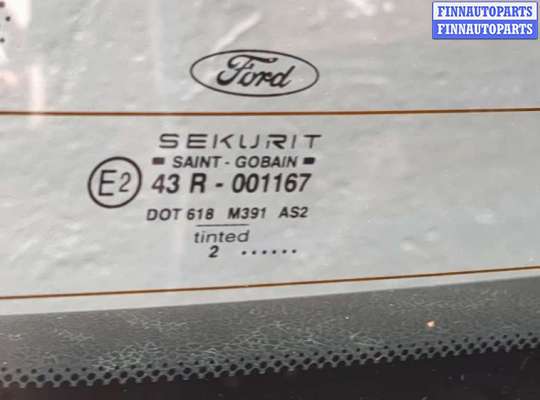 FINNAUTOPARTS
FINNAUTOPARTS
Ford
SEKURIT
SAINT-GOBAIN
E2 43 R - 001167
DOT 618 M391 AS2
tinted
2 ......